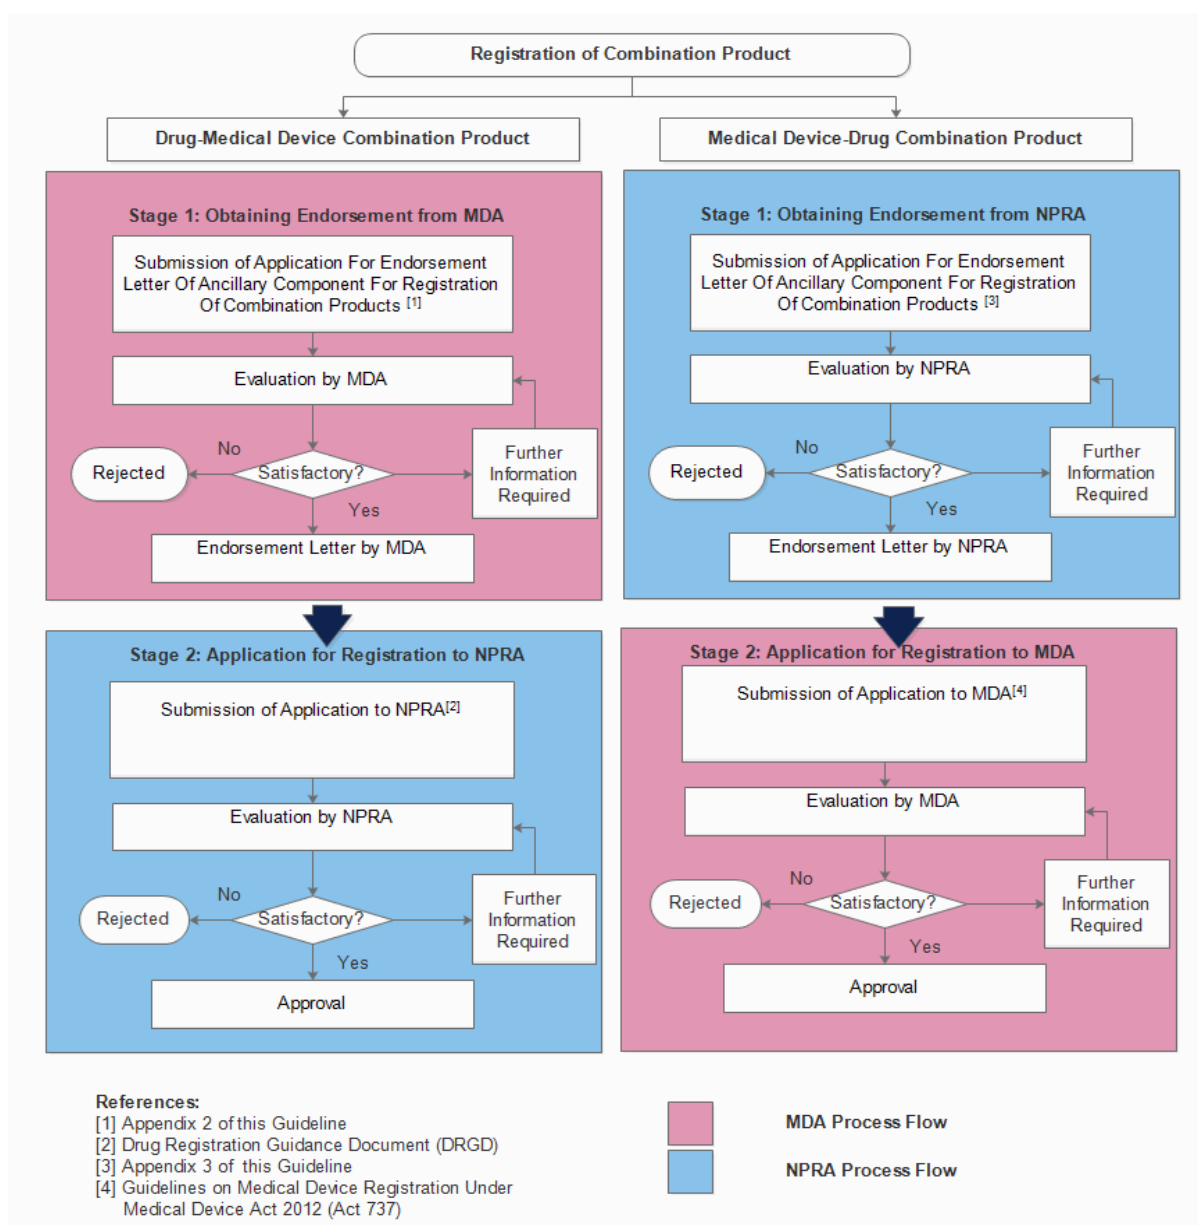 Registration of Combination Product
Drug-Medical Device Combination Product
Medical Device-Drug Combination Product
Stage 1: Obtaining Endorsement from MDA
Submission of Application For Endorsement
Letter Of Ancillary Component For Registration
Of Combination Products [1]
Evaluation by MDA
No
Rejected
Satisfactory?
Further
Information
Required
Yes
Endorsement Letter by MDA
Stage 2: Application for Registration to NPRA
Submission of Application to NPRA[2]
Evaluation by NPRA
No
Rejected
Satisfactory?
Further
Information
Required
Yes
Approval
Stage 1: Obtaining Endorsement from NPRA
Submission of Application For Endorsement
Letter Of Ancillary Component For Registration
Of Combination Products [3]
Evaluation by NPRA
No
Rejected
Satisfactory?
Further
Information
Required
Yes
Endorsement Letter by NPRA
Stage 2: Application for Registration to MDA
Submission of Application to MDA[4]
Evaluation by MDA
No
Rejected
Satisfactory?
Further
Information
Required
Yes
Approval
References:
[1] Appendix 2 of this Guideline
[2] Drug Registration Guidance Document (DRGD)
[3] Appendix 3 of this Guideline
[4] Guidelines on Medical Device Registration Under
Medical Device Act 2012 (Act 737)
MDA Process Flow
NPRA Process Flow